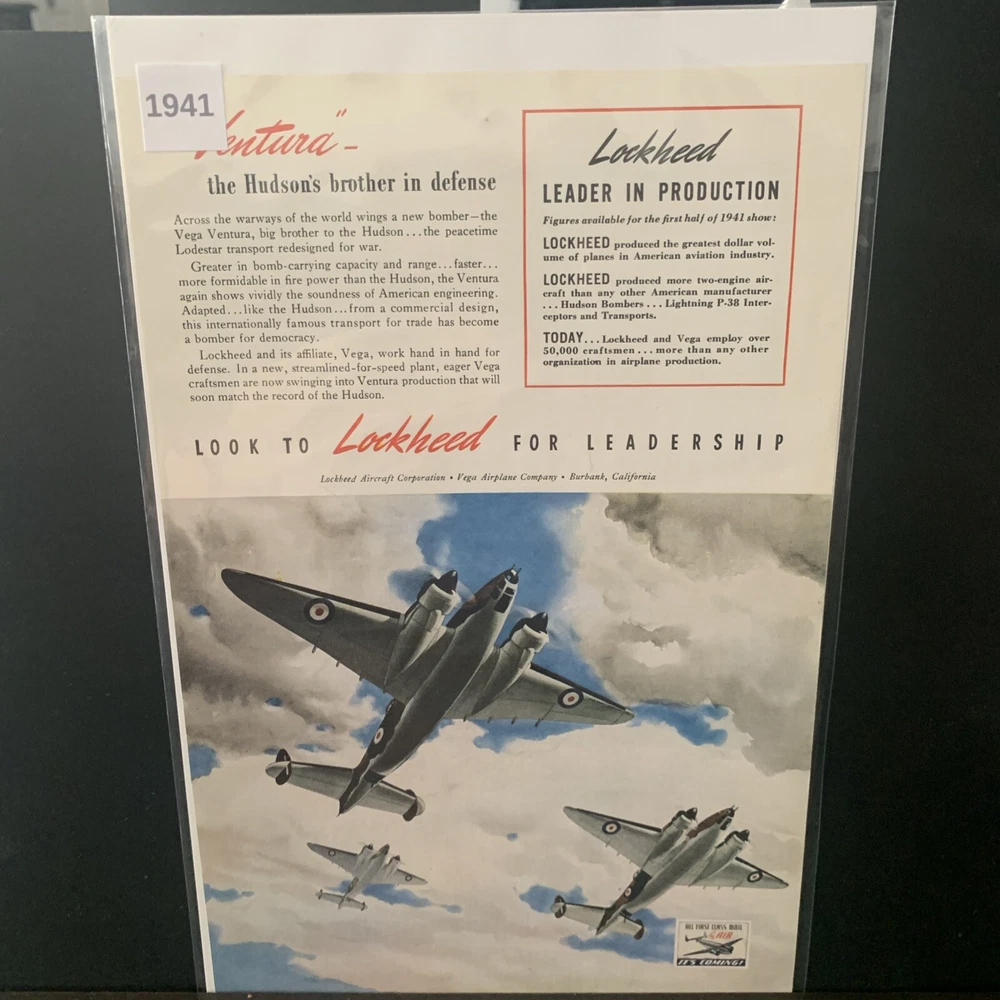 1941
Ventura" –
the Hudson's brother in defense
Across the warways of the world wings a new bomber—the
Vega Ventura, big brother to the Hudson...the peacetime
Lodestar transport redesigned for war.
Greater in bomb-carrying capacity and range...faster...
more formidable in fire power than the Hudson, the Ventura
again shows vividly the soundness of American engineering.
Adapted...like the Hudson...from a commercial design,
this internationally famous transport for trade has become
a bomber for democracy.
Lockheed and its affiliate, Vega, work hand in hand for
defense. In a new, streamlined-for-speed plant, eager Vega
craftsmen are now swinging into Ventura production that will
soon match the record of the Hudson.
Lockheed
LEADER IN PRODUCTION
Figures available for the first half of 1941 show:
LOCKHEED produced the greatest dollar vol-
ume of planes in American aviation industry.
LOCKHEED produced more two-engine air-
craft than any other American manufacturer
...Hudson Bombers...Lightning P-38 Inter-
ceptors and Transports.
TODAY...Lockheed and Vega employ over
50,000 craftsmen...more than any other
organization in airplane production.
LOOK TO Lockheed FOR LEADERSHIP
Lockheed Aircraft Corporation • Vega Airplane Company • Burbank, California
ALL FIRST CLASS MAIL
by AIR
IT'S COMING!